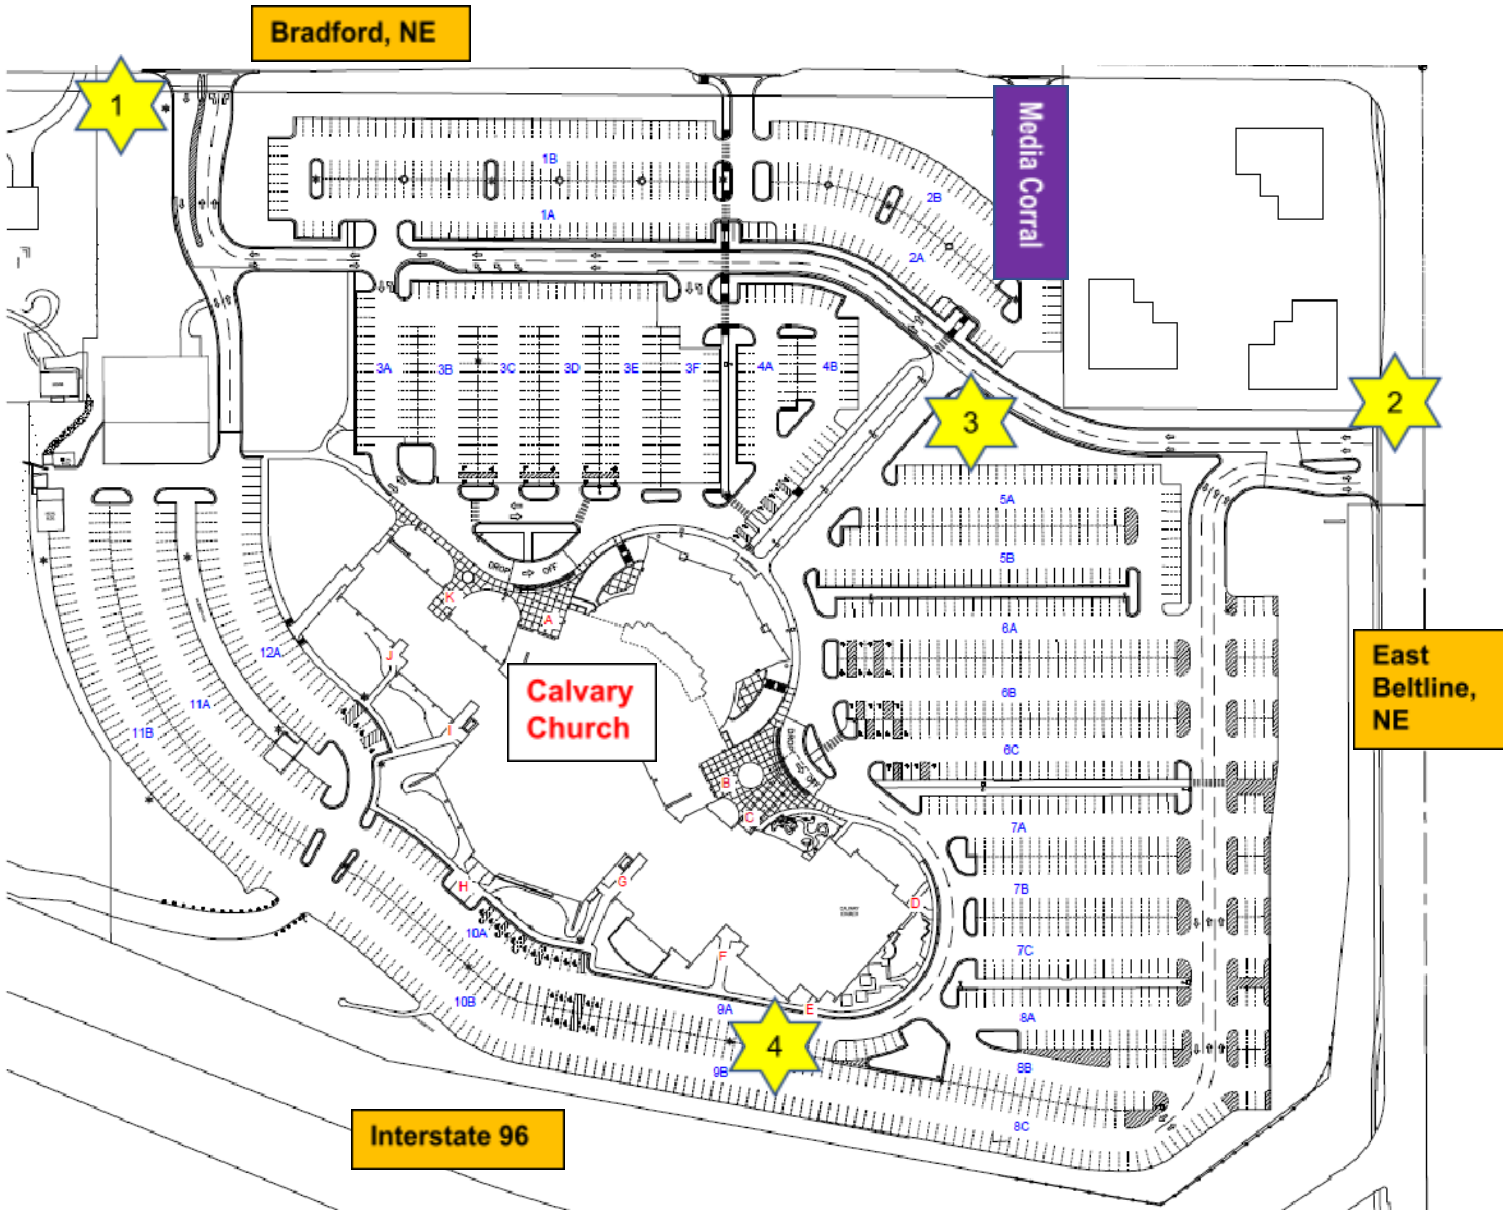 Bradford, NE
1
Media Corral
1B
2B
1A
2A
3A
3B
3C
3D
3E
3F
4A
4B
2
3
5A
5B
DROP
OFF
K
A
6A
12A
J
East
Beltline,
NE
Calvary
Church
6B
11A
I
11B
DROP
OFF
6C
B
C
7A
G
H
7B
D
10A
F
7C
10B
9A
E
8A
4
9B
8B
8C
Interstate 96